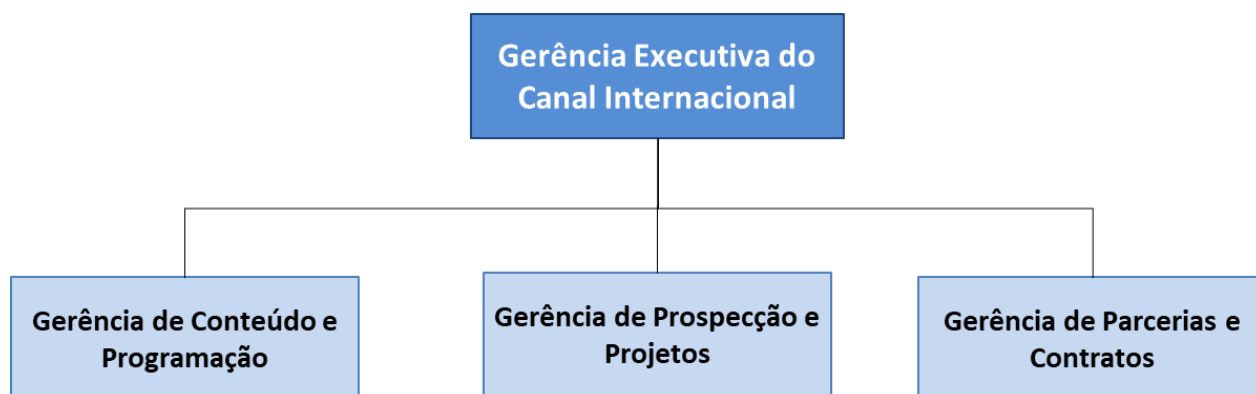 Gerência Executiva do
Canal Internacional
Gerência de Conteúdo e
Programação
Gerência de Prospecção e
Projetos
Gerência de Parcerias e
Contratos